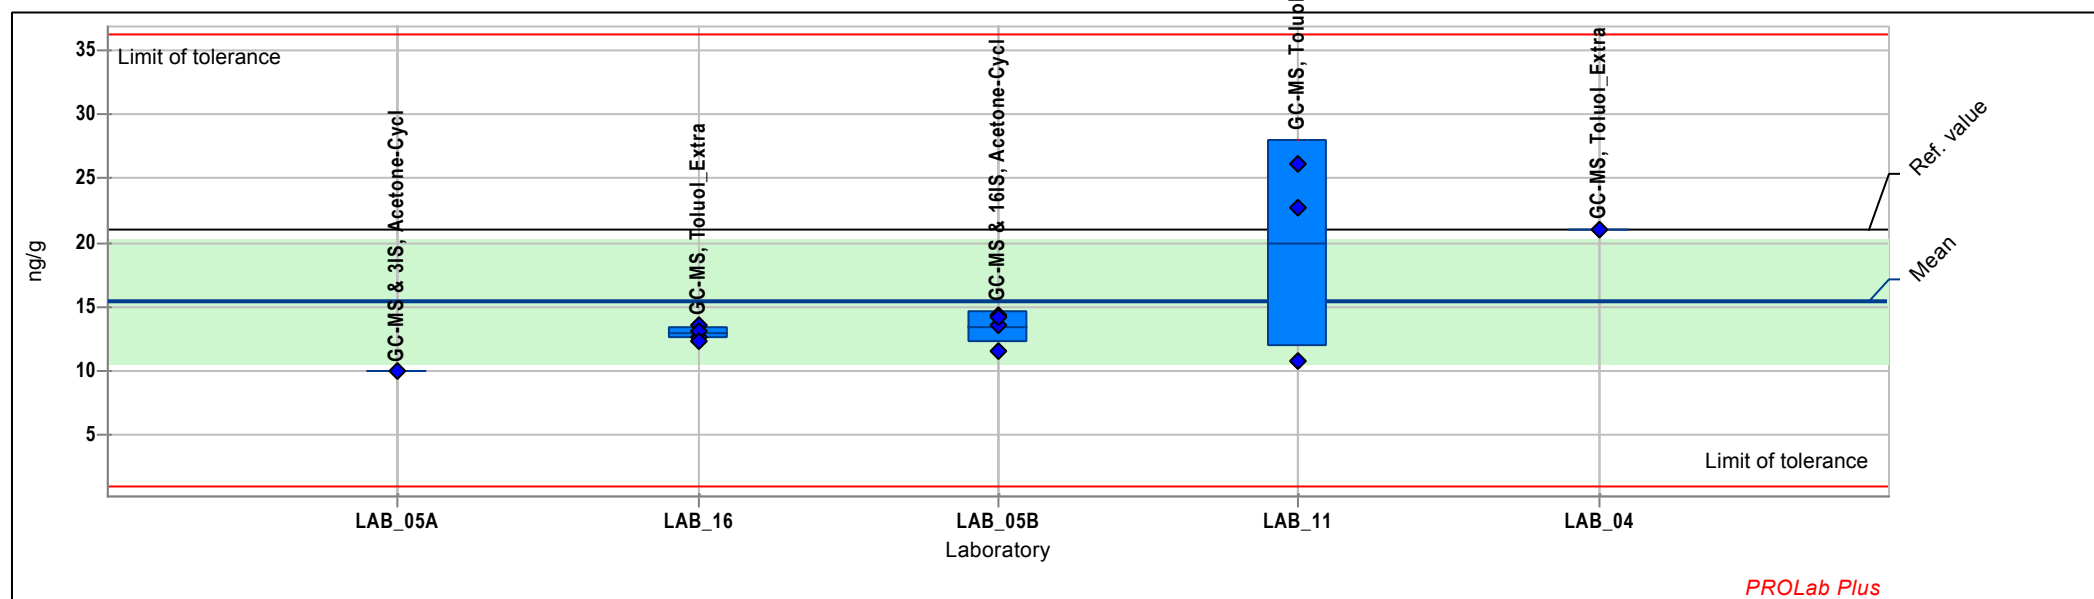 Limit of tolerance
35
30
25
20
15
10
5
ng/g
GC-MS & 3IS, Acetone-Cycl
GC-MS, Toluol_Extra
GC-MS & 16IS, Acetone-Cycl
GC-MS, Toluol
GC-MS, Toluol_Extra
Ref. value
Mean
Limit of tolerance
LAB_05A
LAB_16
LAB_05B
LAB_11
LAB_04
Laboratory
PROLab Plus